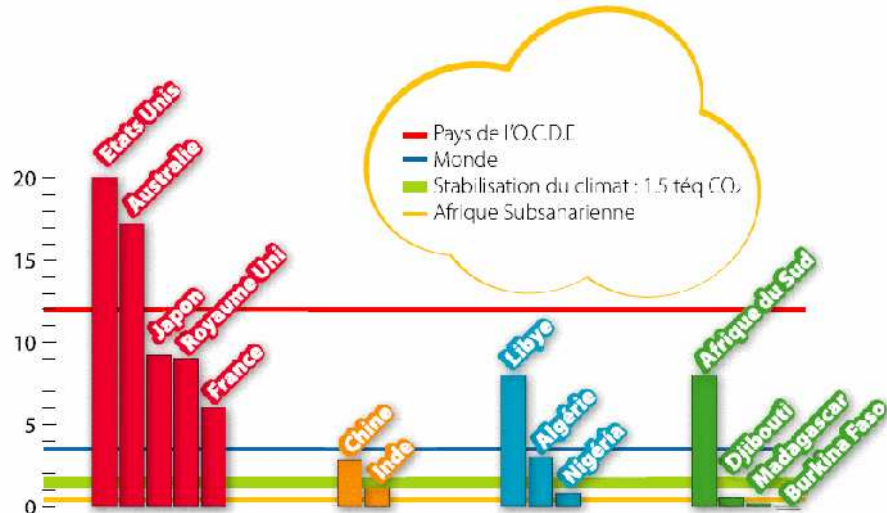 Pays de l'O.C.D.E
Monde
Stabilisation du climat : 1.5 téq CO₂
Afrique Subsaharienne
Etats Unis
Australie
Japon
Royaume Uni
France
Chine
Inde
Libye
Algérie
Nigéria
Afrique du Sud
Djibouti
Madagascar
Burkina Faso
20
15
10
5
0